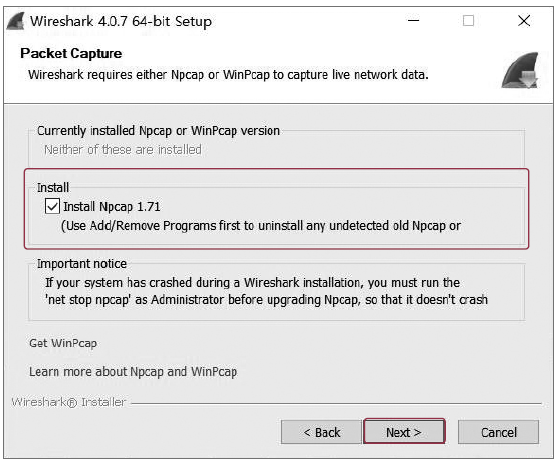 Wireshark 4.0.7 64-bit Setup
Packet Capture
Wireshark requires either Npcap or WinPcap to capture live network data.
Currently installed Npcap or WinPcap version
Neither of these are installed
Install
Install Npcap 1.71
(Use Add/Remove Programs first to uninstall any undetected old Npcap or
Important notice
If your system has crashed during a Wireshark installation, you must run the
'net stop npcap' as Administrator before upgrading Npcap, so that it doesn't crash
Get WinPcap
Learn more about Npcap and WinPcap
Wireshark® Installer
< Back
Next >
Cancel